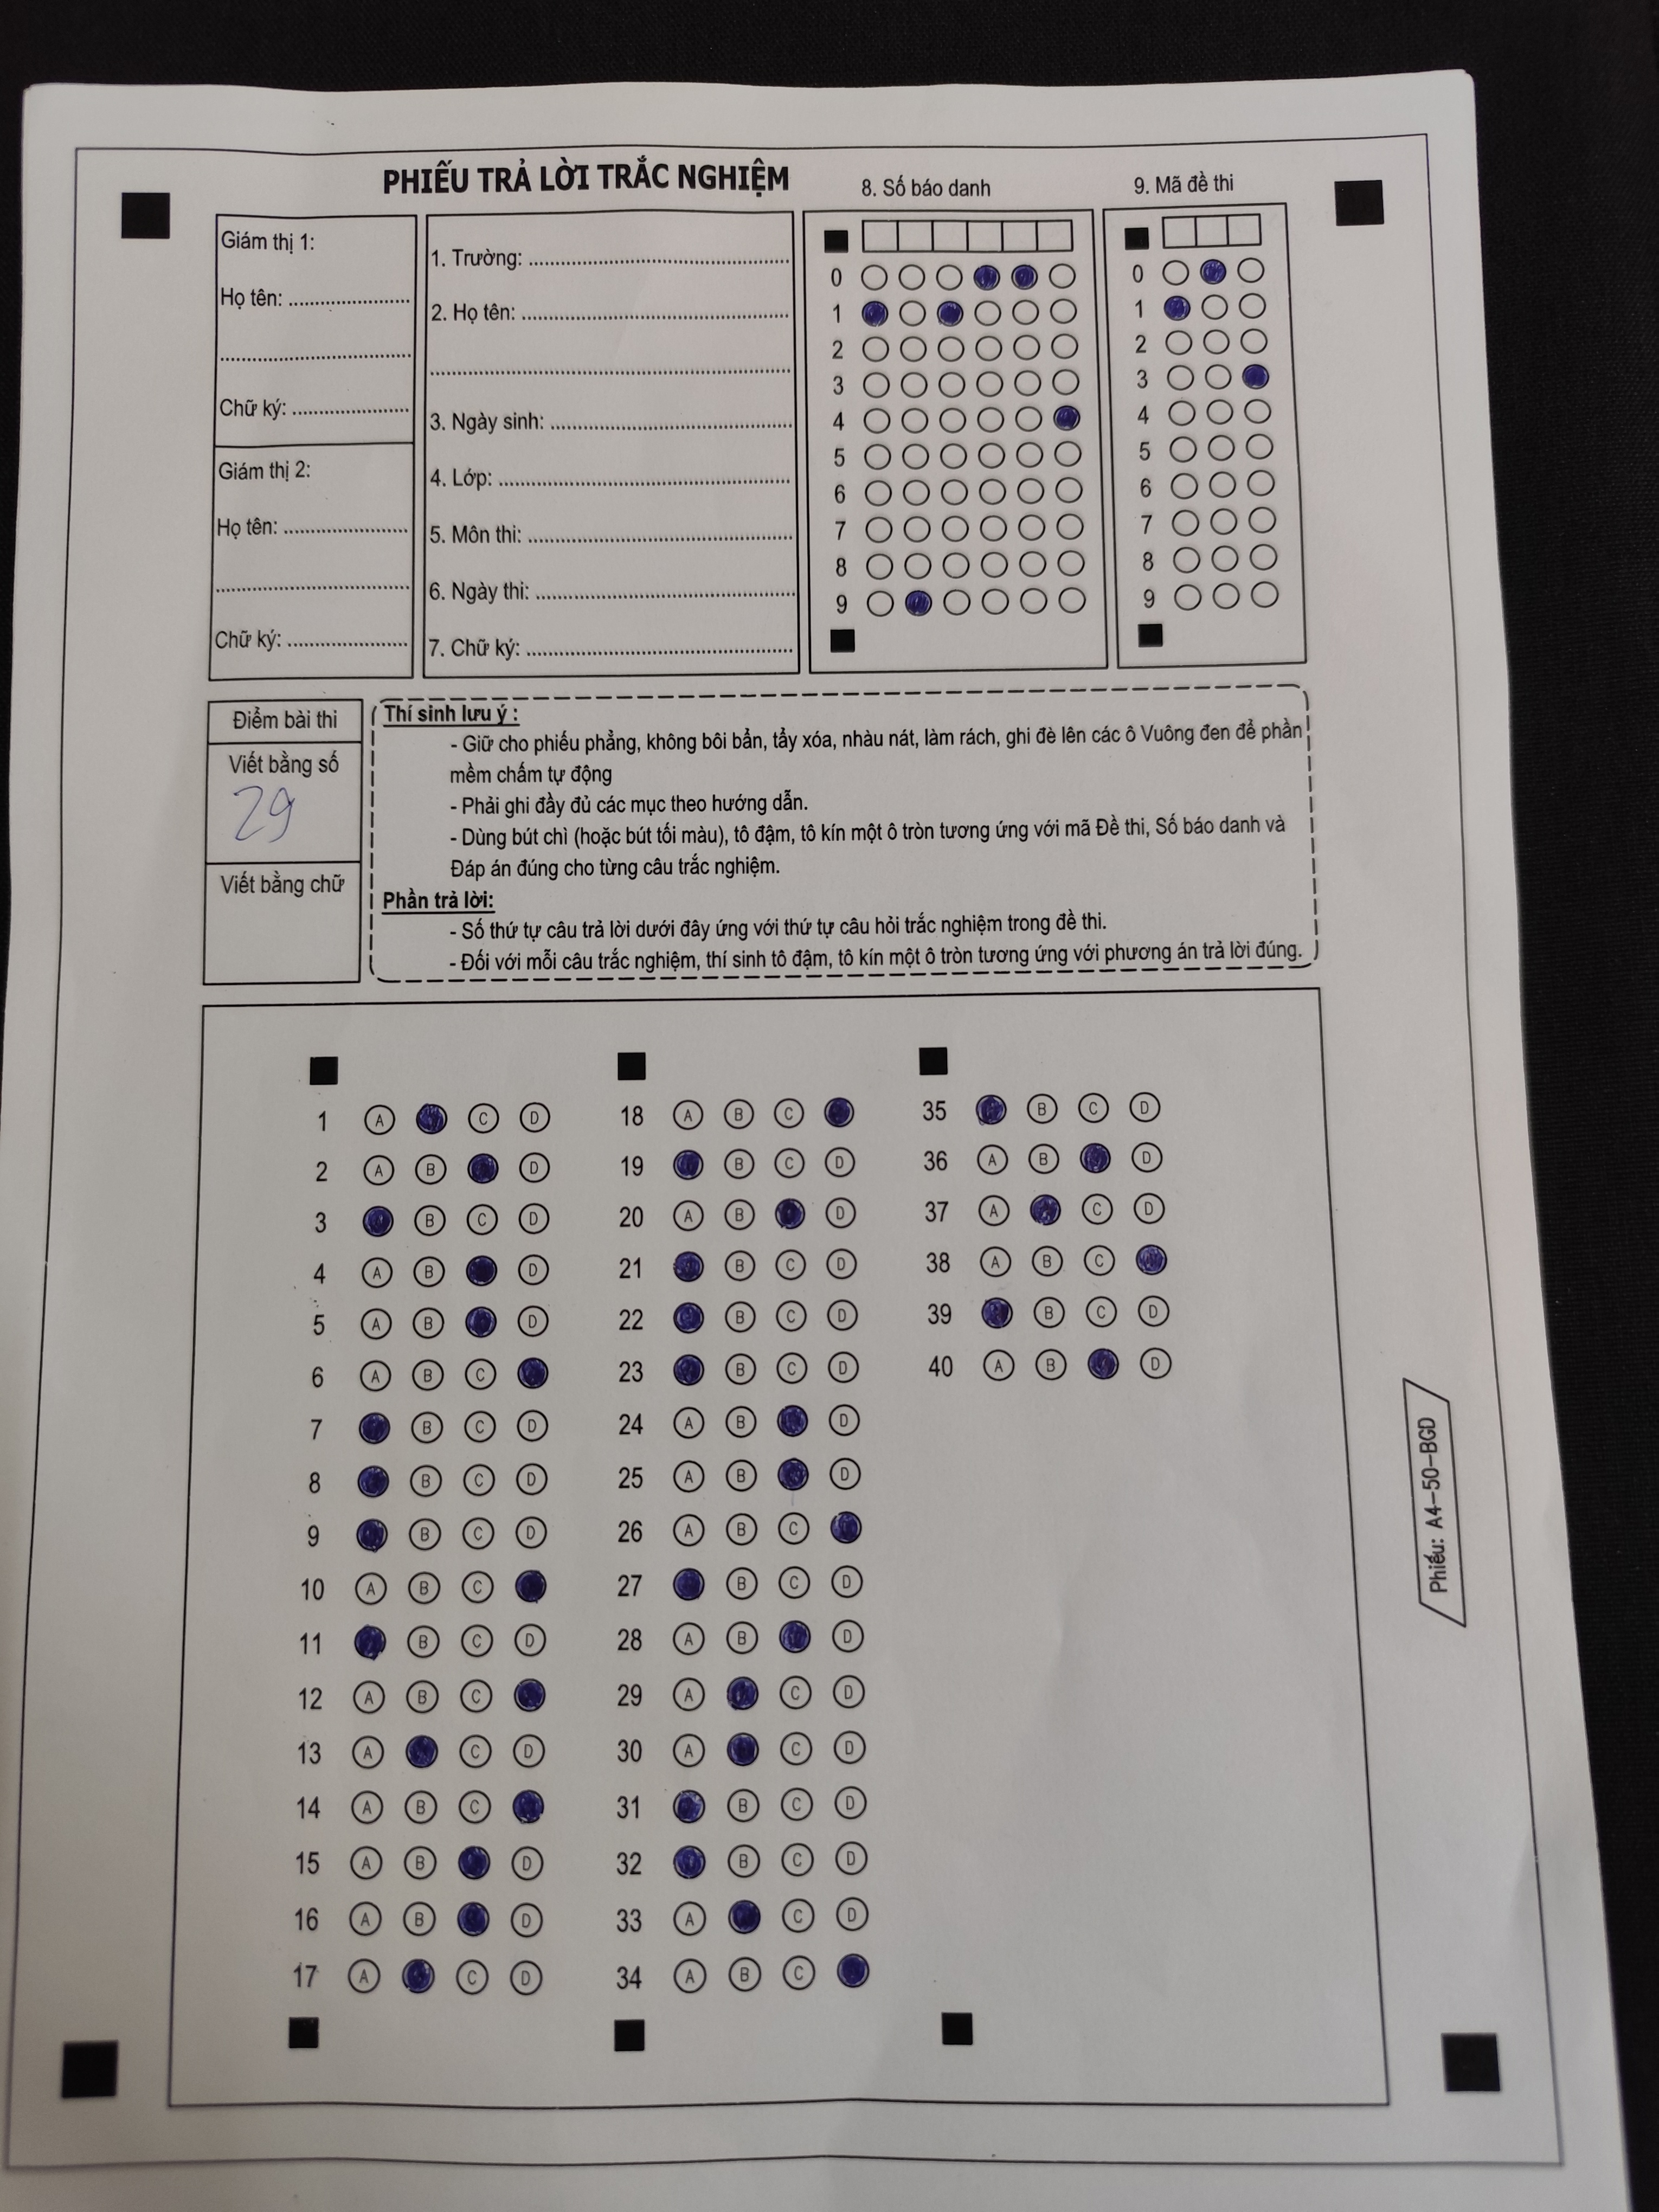 PHIẾU TRẢ LỜI TRẮC NGHIỆM
8. Số báo danh
9. Mã đề thi
Giám thị 1:
Họ tên: ......................
...................................
Chữ ký: .....................
Giám thị 2:
Họ tên: ......................
...................................
Chữ ký: .....................
1. Trường: ................................................
2. Họ tên: .................................................
..................................................................
3. Ngày sinh: ............................................
4. Lớp: ......................................................
5. Môn thi: ................................................
6. Ngày thi: ...............................................
7. Chữ ký: .................................................
0 0
1 1
2 2
3 3
4 4
5 5
6 6
7 7
8 8
9 9
Điểm bài thi
Viết bằng số
29
Viết bằng chữ
Thí sinh lưu ý :
- Giữ cho phiếu phẳng, không bôi bẩn, tẩy xóa, nhàu nát, làm rách, ghi đè lên các ô Vuông đen để phần
mềm chấm tự động
- Phải ghi đầy đủ các mục theo hướng dẫn.
- Dùng bút chì (hoặc bút tối màu), tô đậm, tô kín một ô tròn tương ứng với mã Đề thi, Số báo danh và
Đáp án đúng cho từng câu trắc nghiệm.
Phần trả lời:
- Số thứ tự câu trả lời dưới đây ứng với thứ tự câu hỏi trắc nghiệm trong đề thi.
- Đối với mỗi câu trắc nghiệm, thí sinh tô đậm, tô kín một ô tròn tương ứng với phương án trả lời đúng.
1 A C D
2 A B D
3 B C D
4 A B D
5 A B D
6 A B C
7 B C D
8 B C D
9 B C D
10 A B C
11 B C D
12 A B C
13 A C D
14 A B C
15 A B D
16 A B D
17 A C D
18 A B C
19 B C D
20 A B D
21 B C D
22 B C D
23 B C D
24 A B D
25 A B D
26 A B C
27 B C D
28 A B D
29 A C D
30 A C D
31 B C D
32 B C D
33 A C D
34 A B C
35 B C D
36 A B D
37 A C D
38 A B C
39 B C D
40 A B D
Phiếu: A4-50-BGD